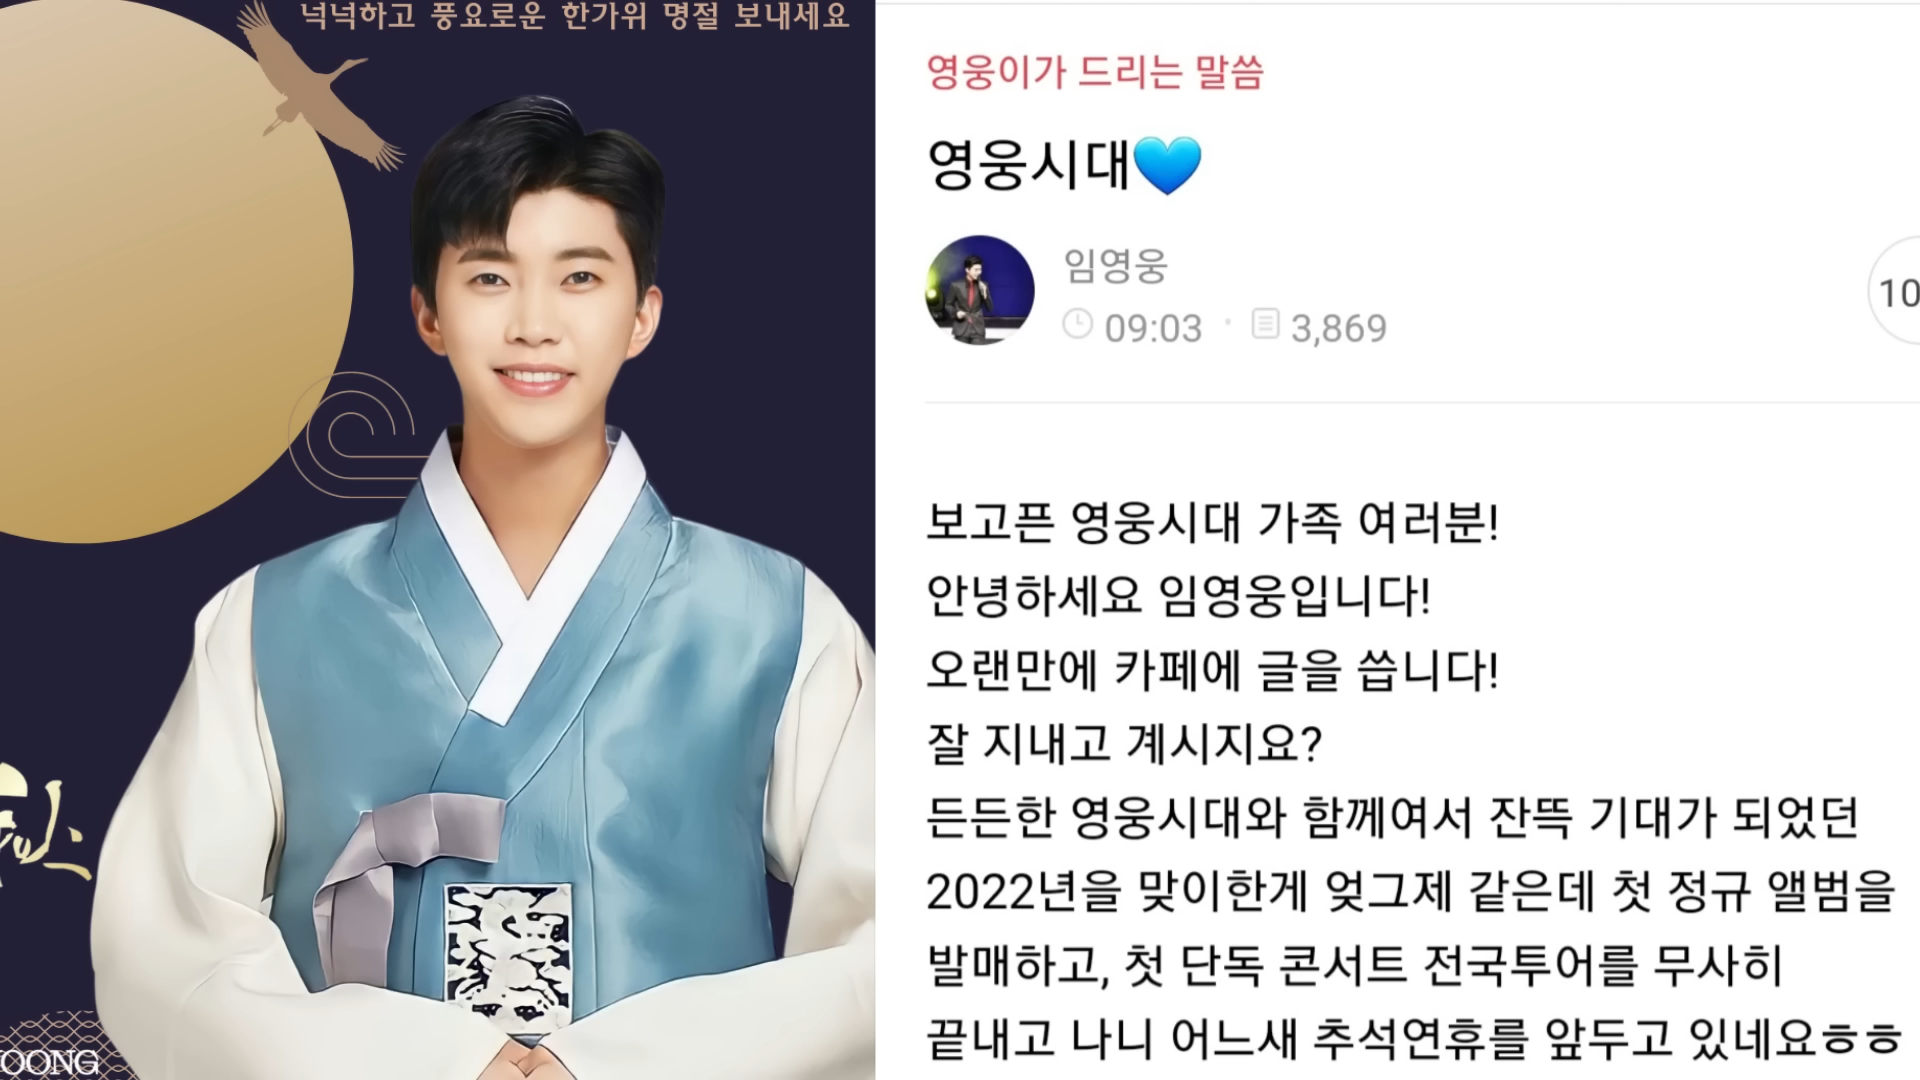 넉넉하고 풍요로운 한가위 명절 보내세요
OONG
영웅이가 드리는 말씀
영웅시대💙
임영웅
09:03 · 3,869
10
보고픈 영웅시대 가족 여러분!
안녕하세요 임영웅입니다!
오랜만에 카페에 글을 씁니다!
잘 지내고 계시지요?
든든한 영웅시대와 함께여서 잔뜩 기대가 되었던
2022년을 맞이한게 엊그제 같은데 첫 정규 앨범을
발매하고, 첫 단독 콘서트 전국투어를 무사히
끝내고 나니 어느새 추석연휴를 앞두고 있네요ㅎㅎ